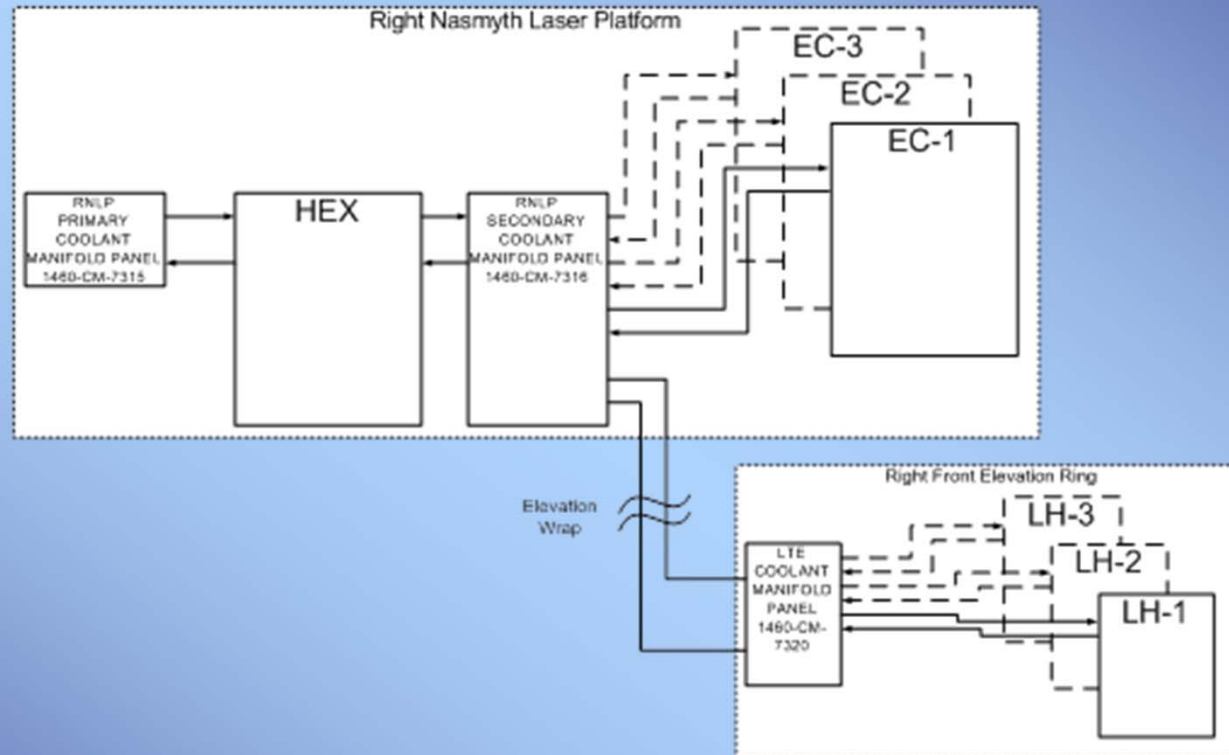 Right Nasmyth Laser Platform
EC-3
EC-2
EC-1
RNLP
PRIMARY
COOLANT
MANIFOLD PANEL
1460-CM-7315
HEX
RNLP
SECONDARY
COOLANT
MANIFOLD PANEL
1460-CM-7316
Elevation
Wrap
Right Front Elevation Ring
LH-3
LH-2
LH-1
LTE
COOLANT
MANIFOLD
PANEL
1460-CM-
7320